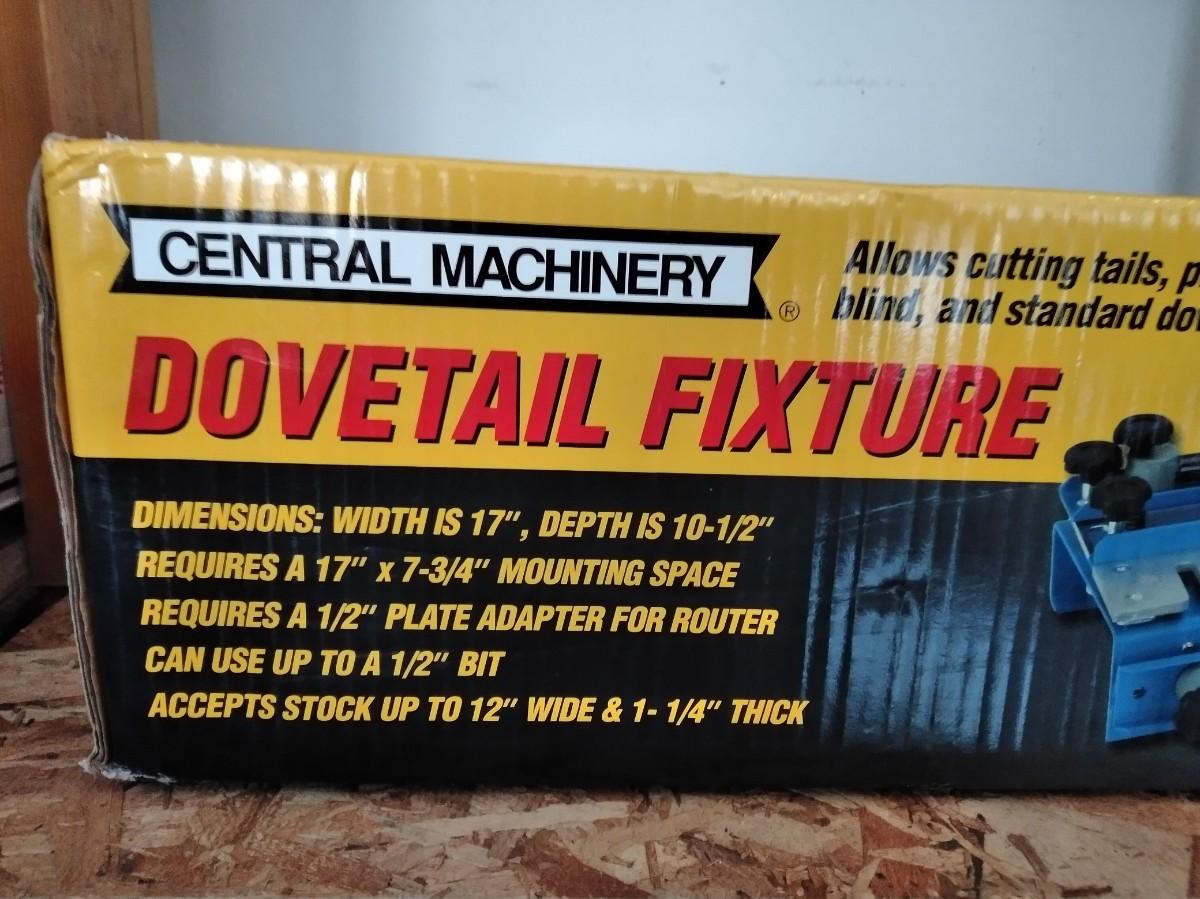 CENTRAL MACHINERY
®
Allows cutting tails,
blind, and standard
DOVETAIL FIXTURE
DIMENSIONS: WIDTH IS 17", DEPTH IS 10-1/2"
REQUIRES A 17" x 7-3/4" MOUNTING SPACE
REQUIRES A 1/2" PLATE ADAPTER FOR ROUTER
CAN USE UP TO A 1/2" BIT
ACCEPTS STOCK UP TO 12" WIDE & 1- 1/4" THICK